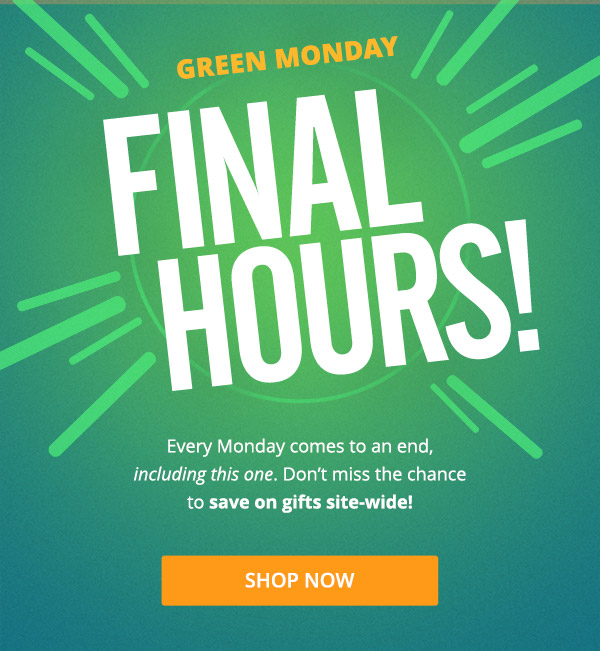 GREEN MONDAY
FINAL
HOURS!
Every Monday comes to an end,
including this one. Don’t miss the chance
to save on gifts site-wide!
SHOP NOW